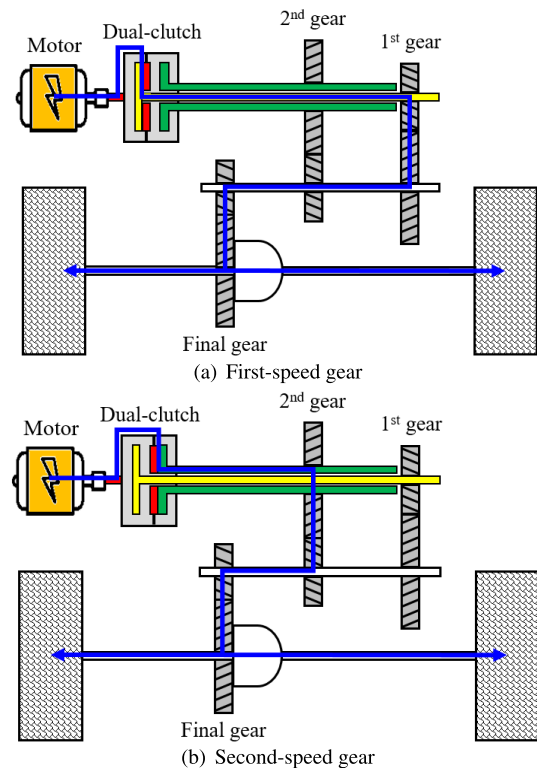 2nd gear
Dual-clutch
Motor
1st gear
Final gear
(a) First-speed gear
2nd gear
Dual-clutch
Motor
1st gear
Final gear
(b) Second-speed gear